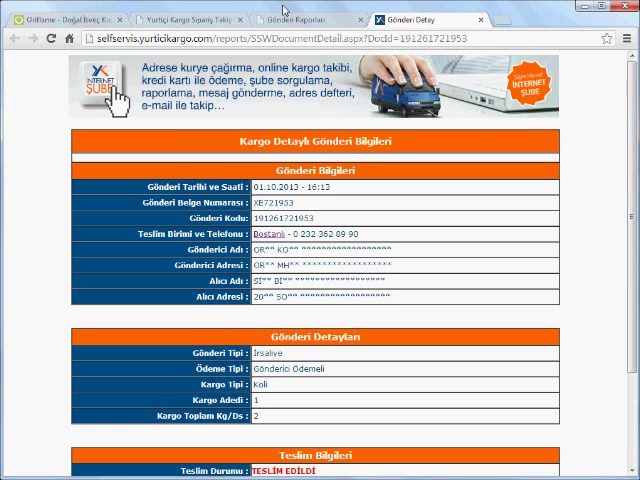 Oriflame - Doğal İsveç Ko
Yurtiçi Kargo Sipariş Takip
Gönderi Raporları
Gönderi Detay
selfservis.yurticikargo.com/reports/SSWDocumentDetail.aspx?DocId=191261721953
YK
INTERNET
ŞUBE
Adrese kurye çağırma, online kargo takibi,
kredi kartı ile ödeme, şube sorgulama,
raporlama, mesaj gönderme, adres defteri,
e-mail ile takip...
INTERNET
ŞUBE
Kargo Detaylı Gönderi Bilgileri
Gönderi Bilgileri
Gönderi Tarihi ve Saati : 01.10.2013 - 16:13
Gönderi Belge Numarası : XE721953
Gönderi Kodu: 191261721953
Teslim Birimi ve Telefonu : Bostanlı - 0 232 362 89 90
Gönderici Adı : OR** KO** ******************
Gönderici Adresi : OR** MH** ******************
Alıcı Adı : Sİ** Bİ** ******************
Alıcı Adresi : 20** SO** ******************
Gönderi Detayları
Gönderi Tipi : İrsaliye
Ödeme Tipi : Gönderici Ödemeli
Kargo Tipi : Koli
Kargo Adedi : 1
Kargo Toplam Kg/Ds : 2
Teslim Bilgileri
Teslim Durumu : TESLİM EDİLDİ